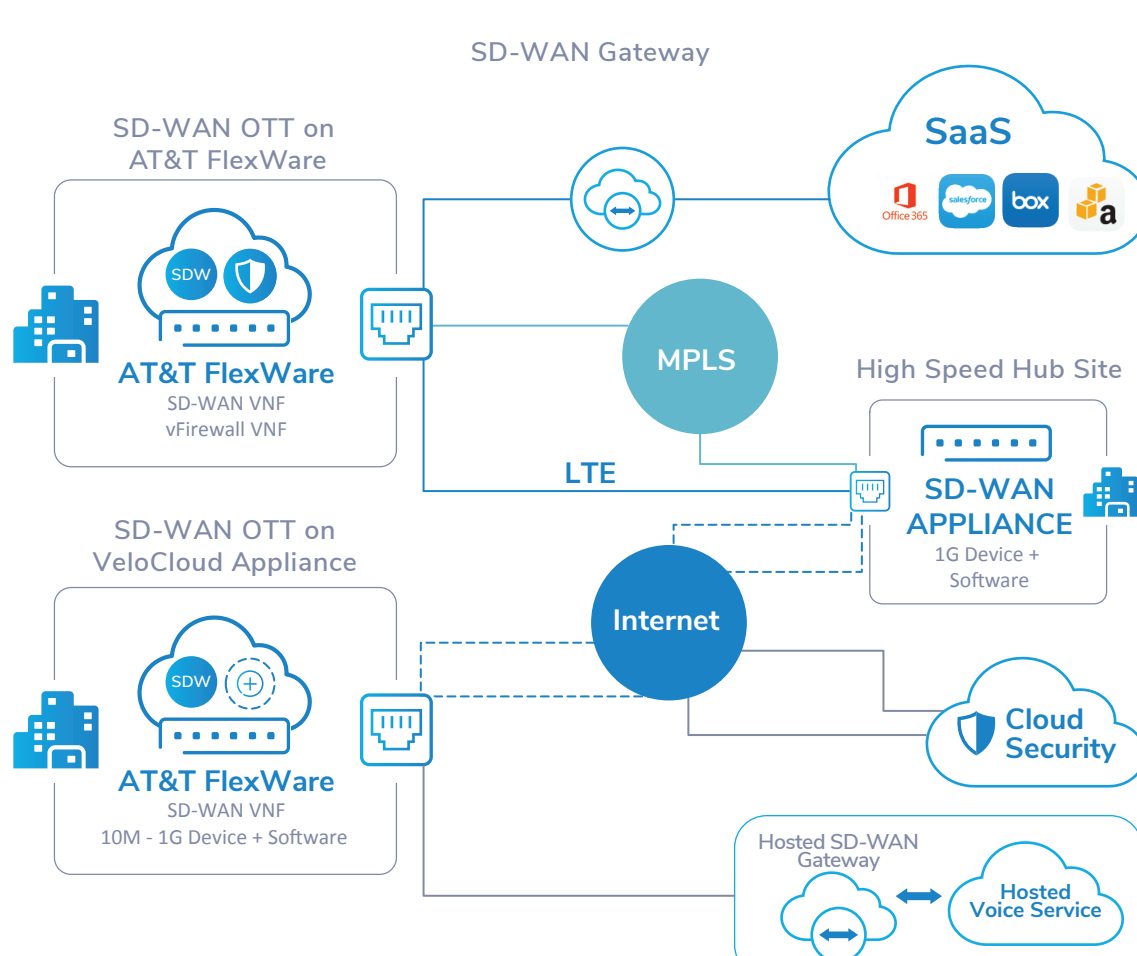 SD-WAN Gateway
SD-WAN OTT on
AT&T FlexWare
SDW
AT&T FlexWare
SD-WAN VNF
vFirewall VNF
SaaS
Office 365
salesforce
box
a
MPLS
LTE
High Speed Hub Site
SD-WAN
APPLIANCE
1G Device +
Software
SD-WAN OTT on
VeloCloud Appliance
SDW
AT&T FlexWare
SD-WAN VNF
10M - 1G Device + Software
Internet
Cloud
Security
Hosted SD-WAN
Gateway
Hosted
Voice Service